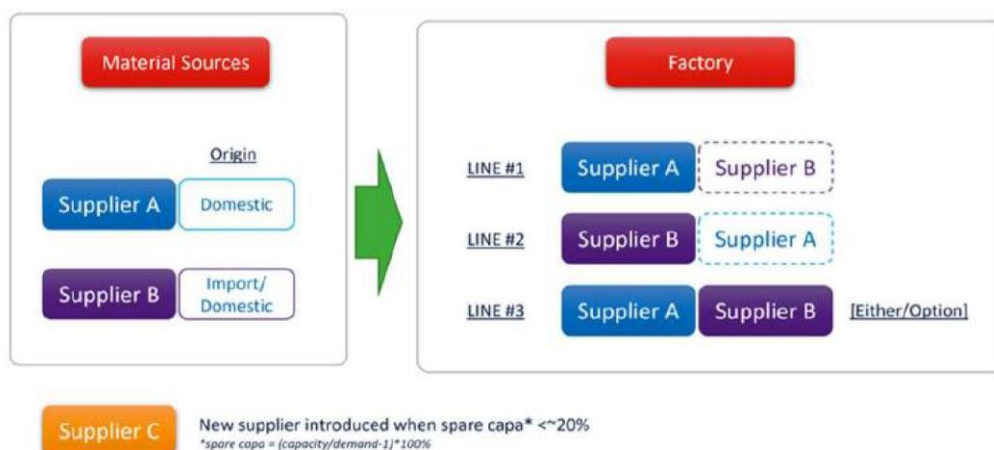 Material Sources
Factory
Origin
Supplier A
Domestic
Supplier B
Import/
Domestic
LINE #1
Supplier A
Supplier B
LINE #2
Supplier B
Supplier A
LINE #3
Supplier A
Supplier B
[Either/Option]
Supplier C
New supplier introduced when spare capa* <~20%
*spare capa = (capacity/demand-1)*100%